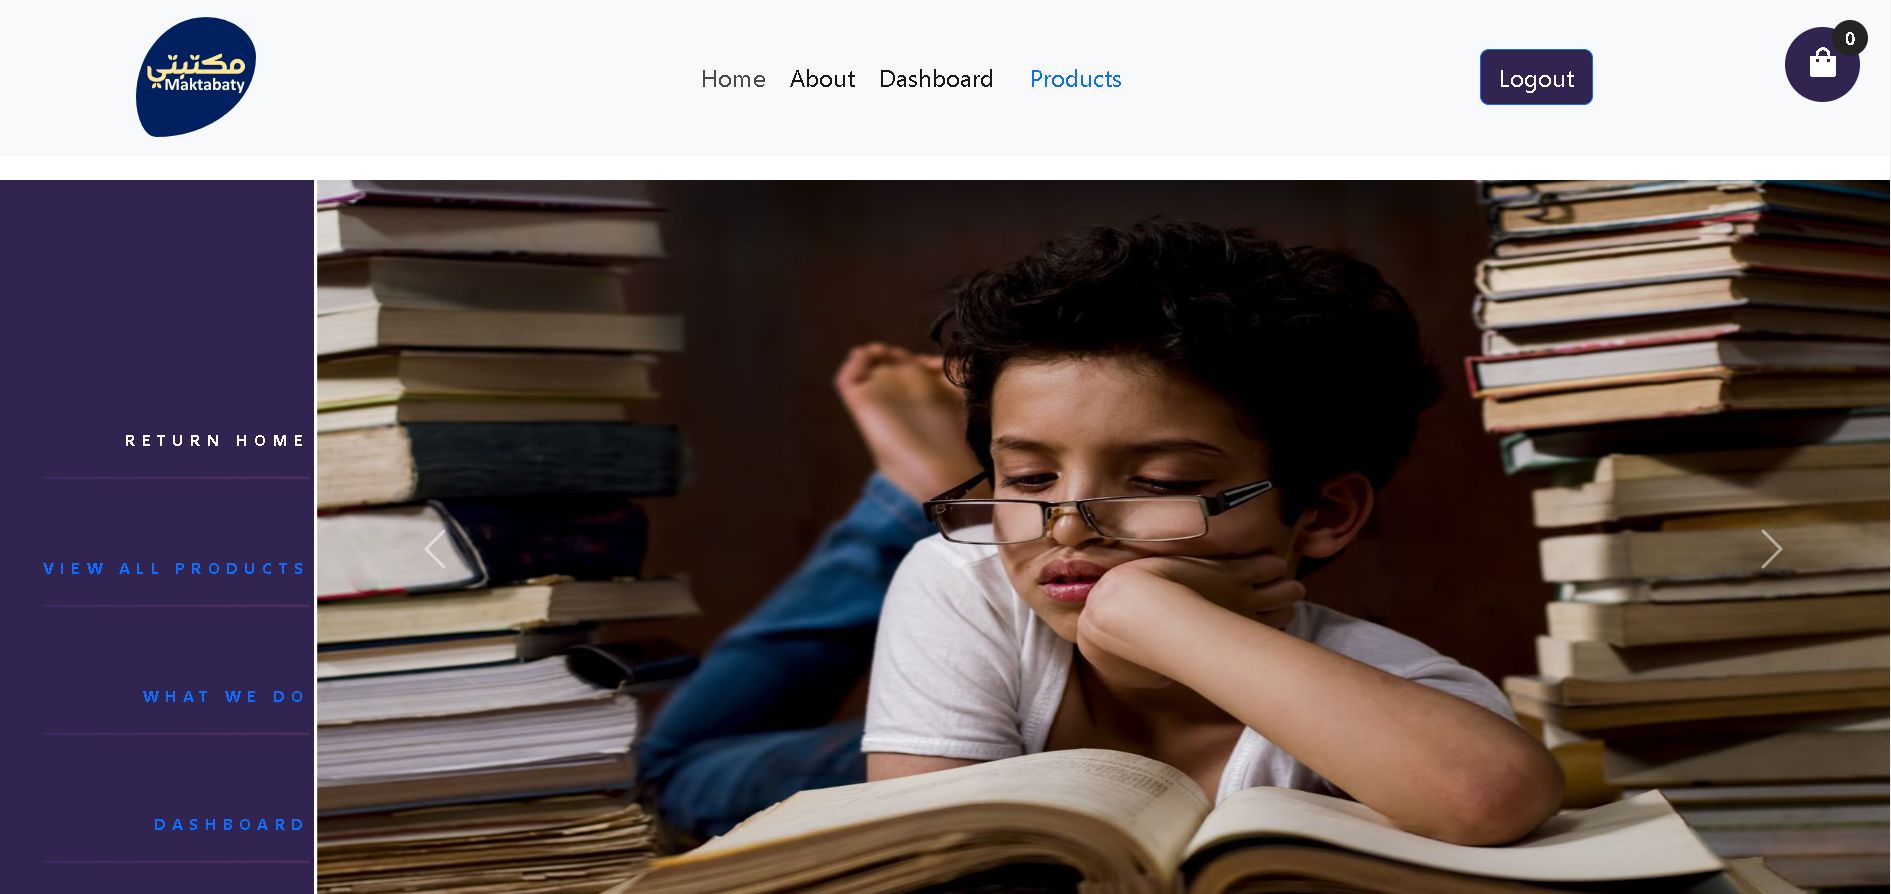 مكتبتي
Maktabaty
Home About Dashboard Products
Logout
0
RETURN HOME
VIEW ALL PRODUCTS
WHAT WE DO
DASHBOARD